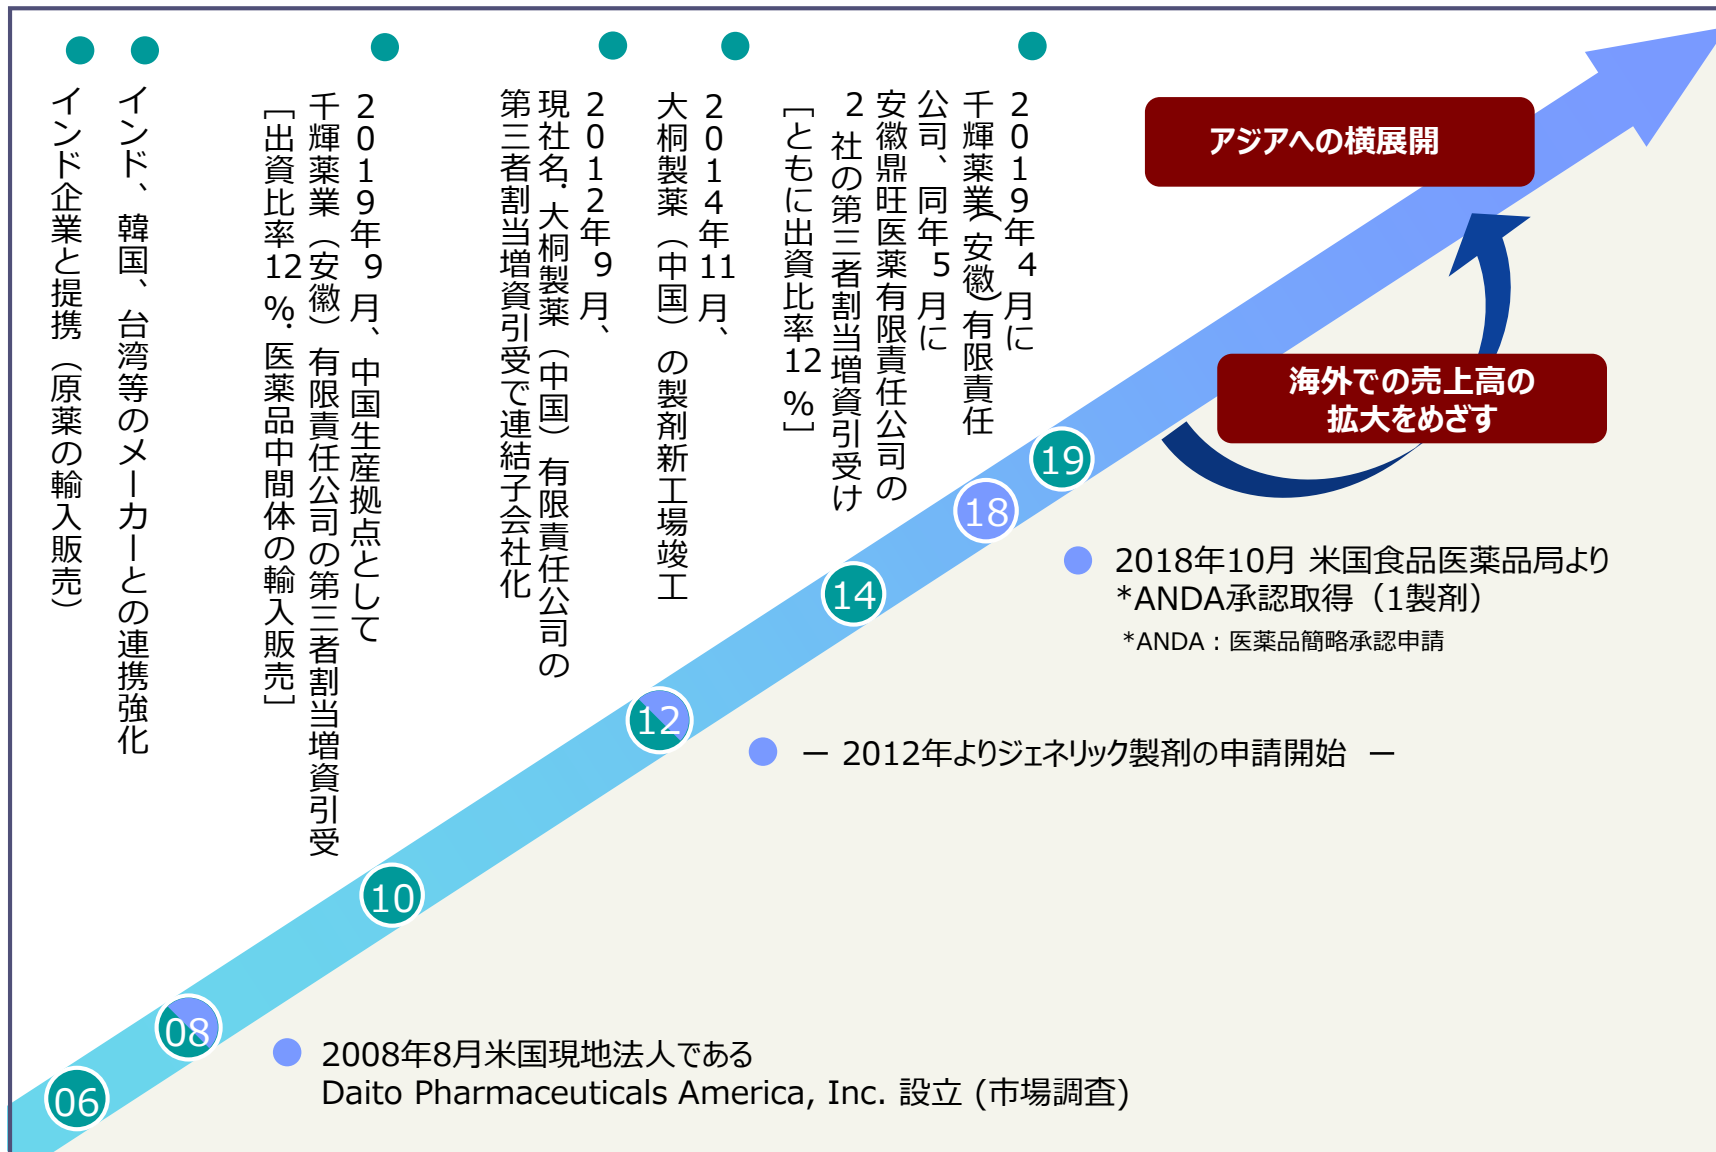 インド企業と提携（原薬の輸入販売）
インド、韓国、台湾等のメーカーとの連携強化
2019年9月、中国生産拠点として
千輝薬業（安徽）有限責任公司の第三者割当増資引受
［出資比率12%．医薬品中間体の輸入販売］
2012年9月、
現社名．大桐製薬（中国）有限責任公司の
第三者割当増資引受で連結子会社化
2014年11月、
大桐製薬（中国）の製剤新工場竣工
2019年4月に
千輝薬業（安徽）有限責任
公司、同年5月に
安徽鼎旺医薬有限責任公司の
2社の第三者割当増資引受け
［ともに出資比率12%］
アジアへの横展開
海外での売上高の
拡大をめざす
19
18
14
12
10
08
06
2018年10月 米国食品医薬品局より
*ANDA承認取得（1製剤）
*ANDA：医薬品簡略承認申請
― 2012年よりジェネリック製剤の申請開始 ―
2008年8月米国現地法人である
Daito Pharmaceuticals America, Inc. 設立 (市場調査)